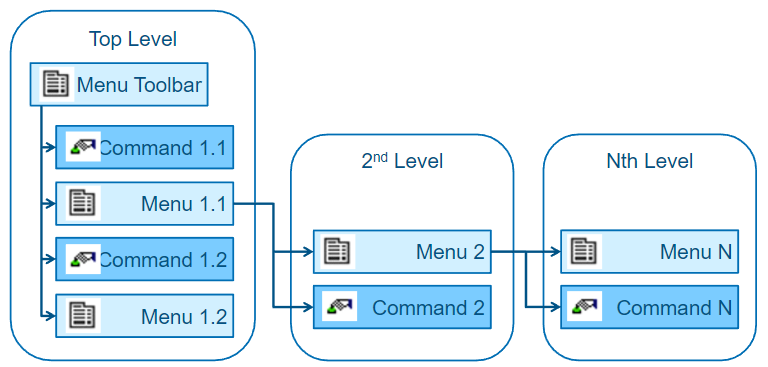 Top Level
Menu Toolbar
Command 1.1
Menu 1.1
Command 1.2
Menu 1.2
2nd Level
Menu 2
Command 2
Nth Level
Menu N
Command N